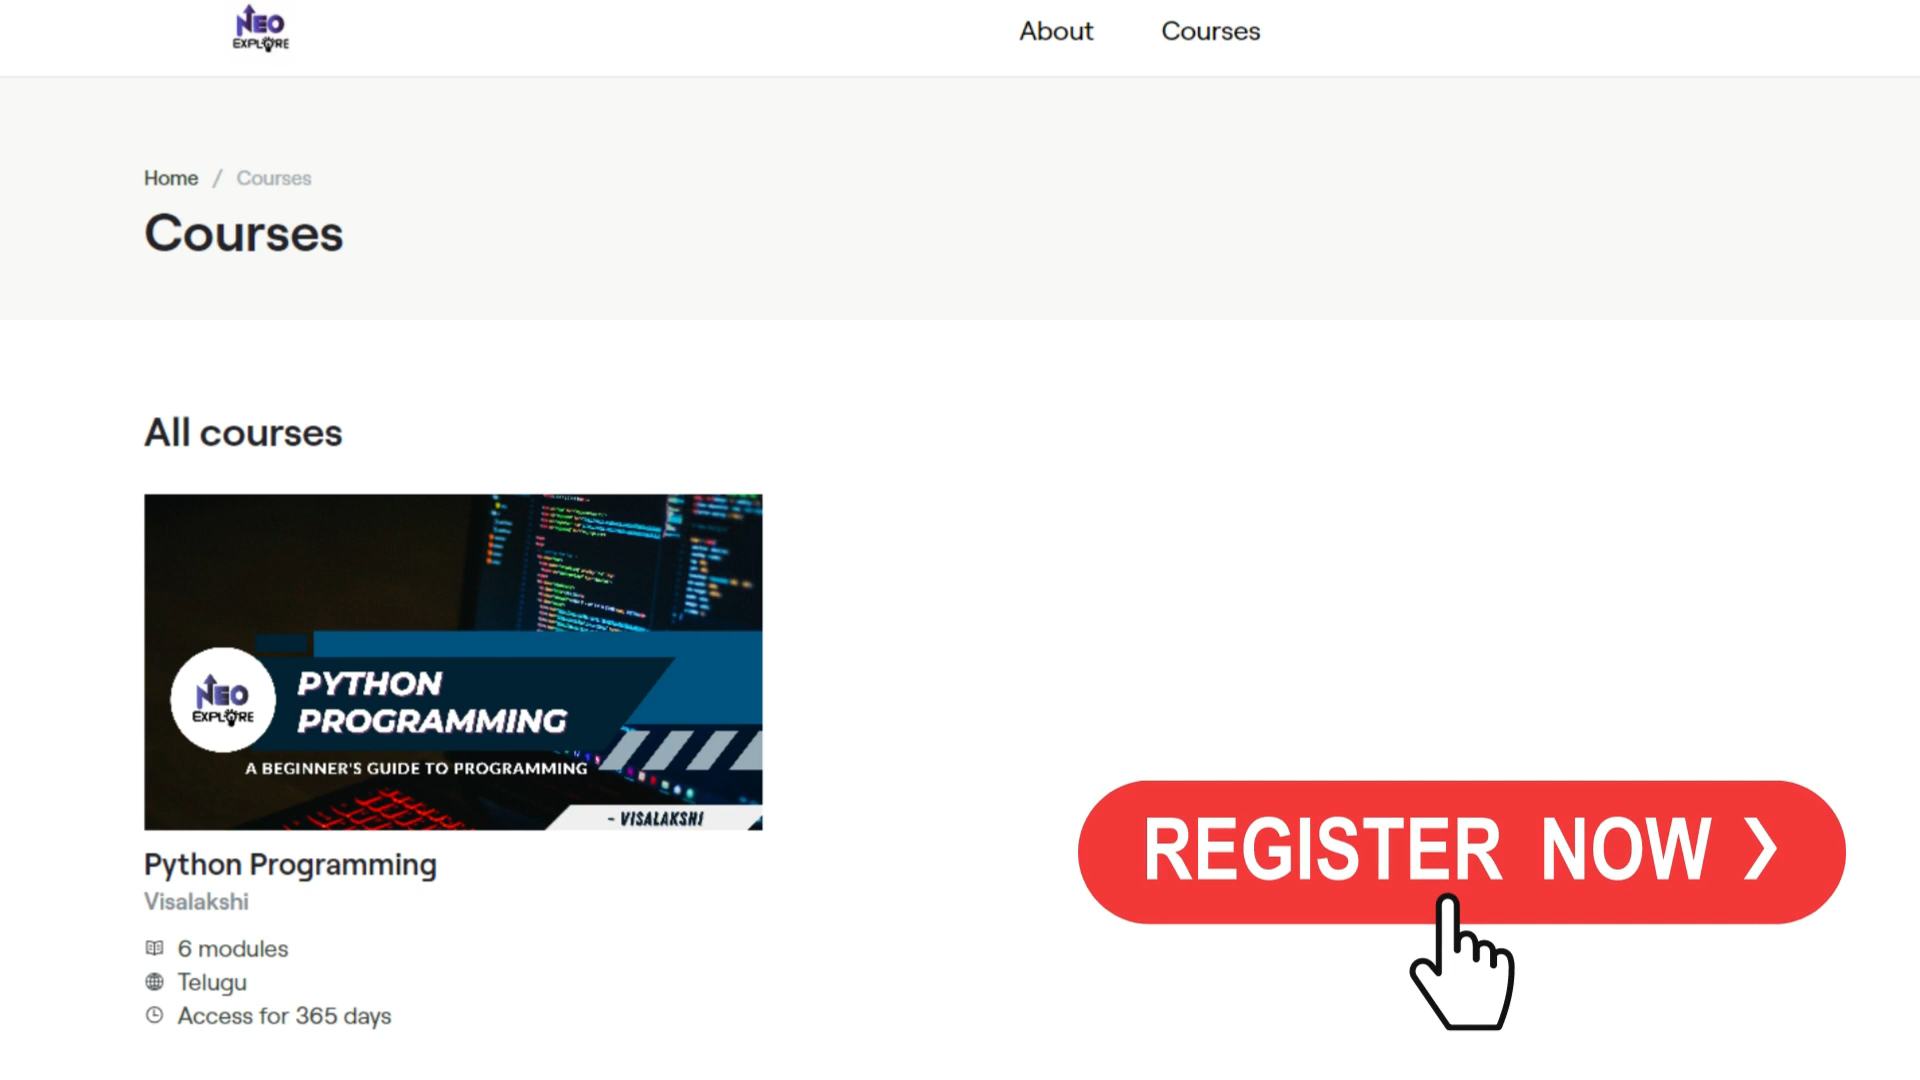 NEO
EXPLORE
About
Courses
Home / Courses
Courses
All courses
NEO
EXPLORE
PYTHON
PROGRAMMING
A BEGINNER'S GUIDE TO PROGRAMMING
- VISALAKSHI
Python Programming
Visalakshi
6 modules
Telugu
Access for 365 days
REGISTER NOW ❯